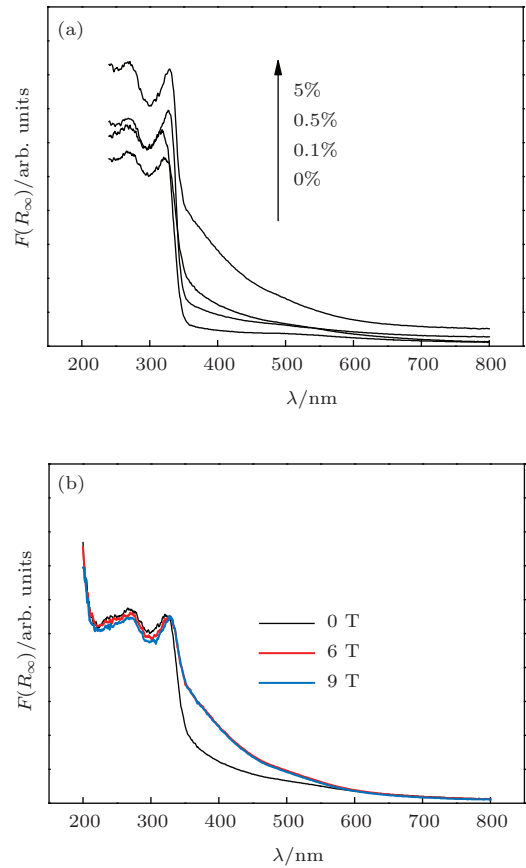 (a)
F(R∞)/arb. units
5%
0.5%
0.1%
0%
200 300 400 500 600 700 800
λ/nm
(b)
F(R∞)/arb. units
0 T
6 T
9 T
200 300 400 500 600 700 800
λ/nm